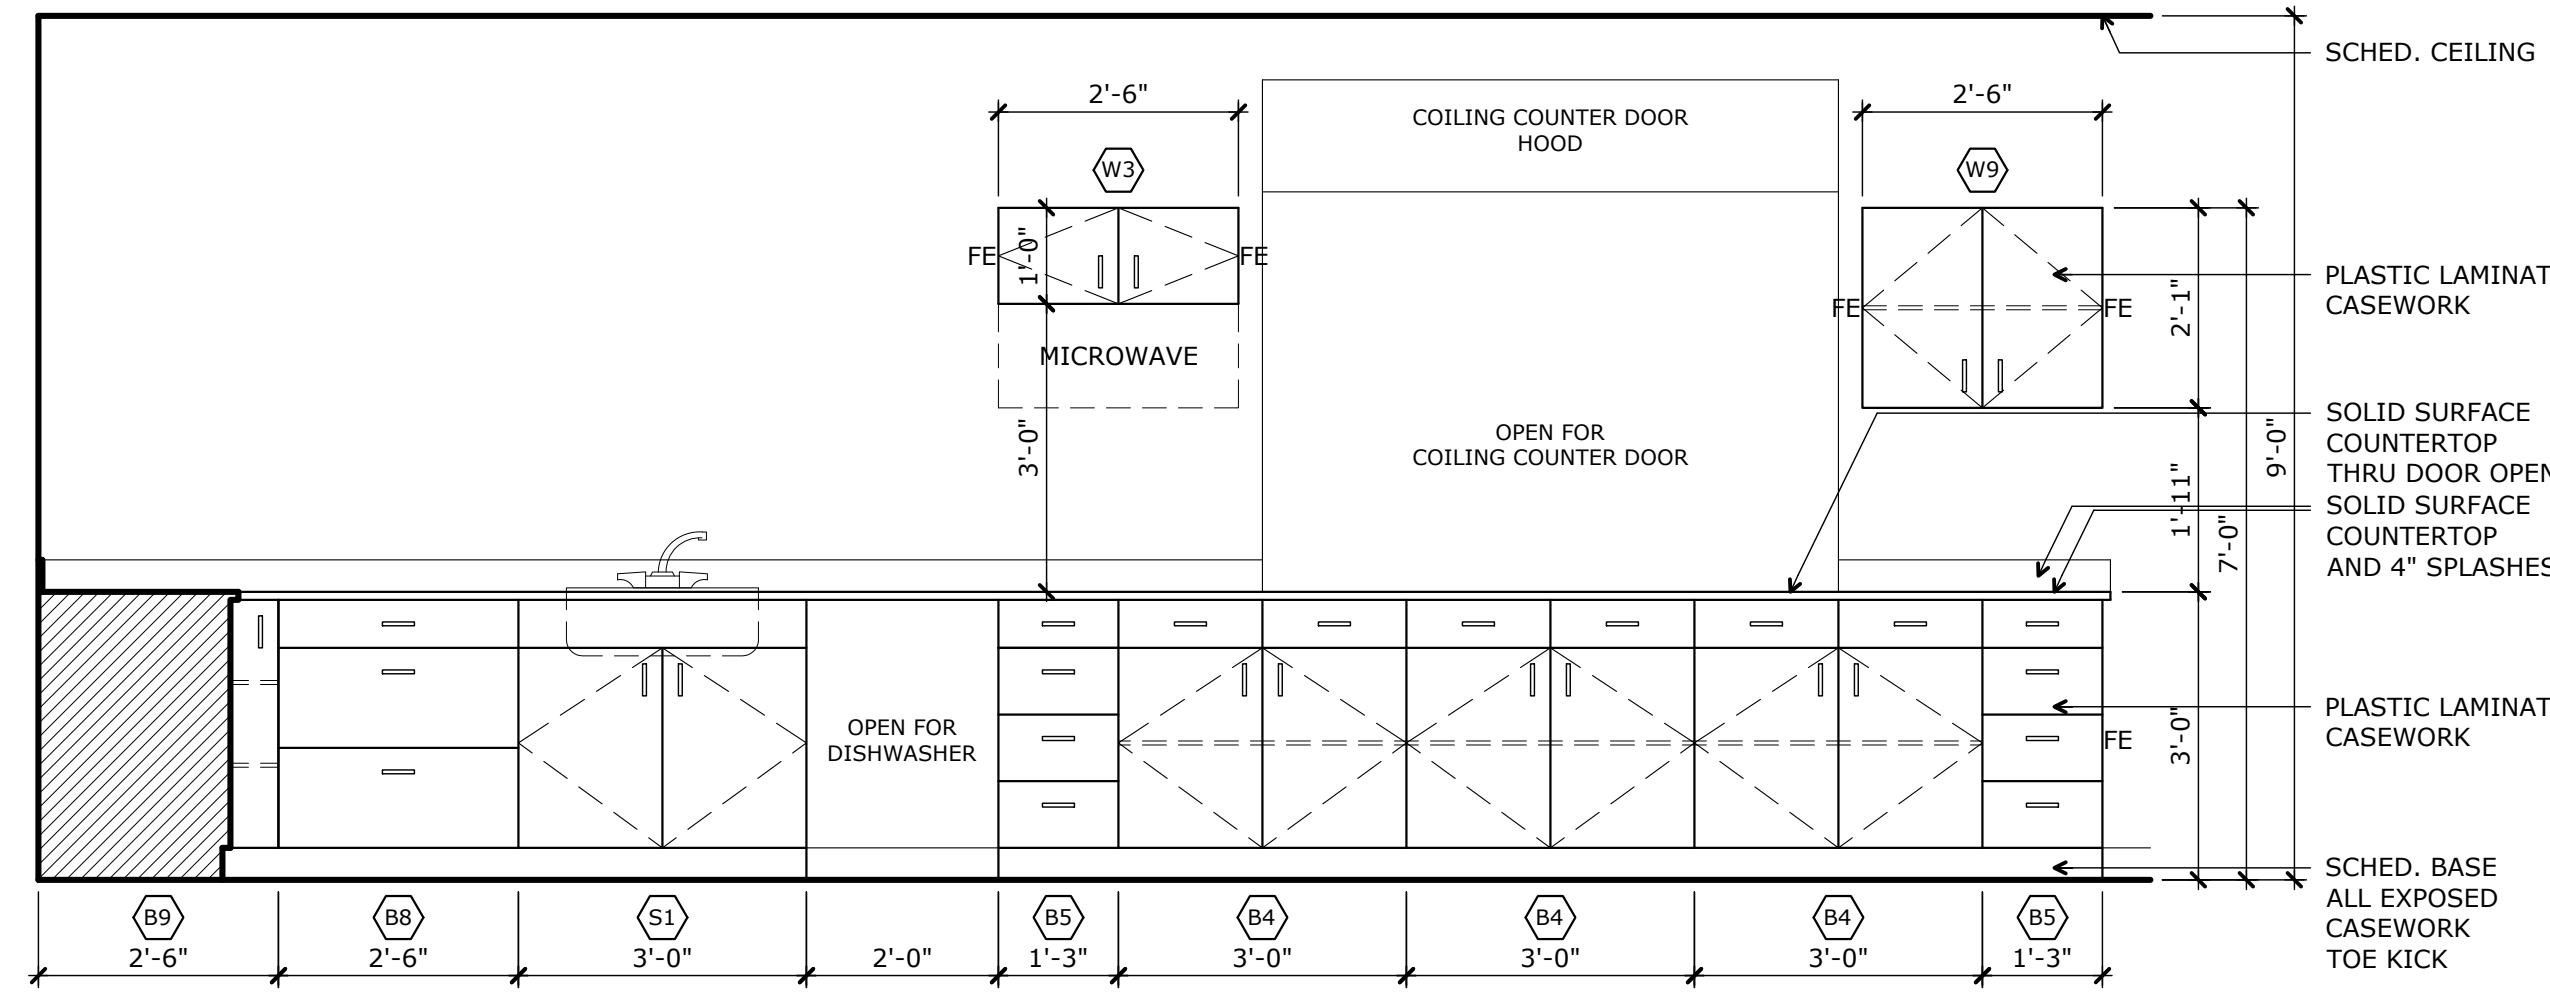 SCHED. CEILING
2'-6"
2'-6"
COILING COUNTER DOOR
HOOD
W3
W9
FE
1'-0"
FE
PLASTIC LAMINAT
CASEWORK
2'-1"
FE
FE
MICROWAVE
SOLID SURFACE
COUNTERTOP
THRU DOOR OPEN
3'-0"
OPEN FOR
COILING COUNTER DOOR
9'-0"
1'-11"
7'-0"
SOLID SURFACE
COUNTERTOP
AND 4" SPLASHES
OPEN FOR
DISHWASHER
PLASTIC LAMINAT
CASEWORK
FE
3'-0"
SCHED. BASE
ALL EXPOSED
CASEWORK
TOE KICK
B9
B8
S1
B5
B4
B4
B4
B5
2'-6"
2'-6"
3'-0"
2'-0"
1'-3"
3'-0"
3'-0"
3'-0"
1'-3"